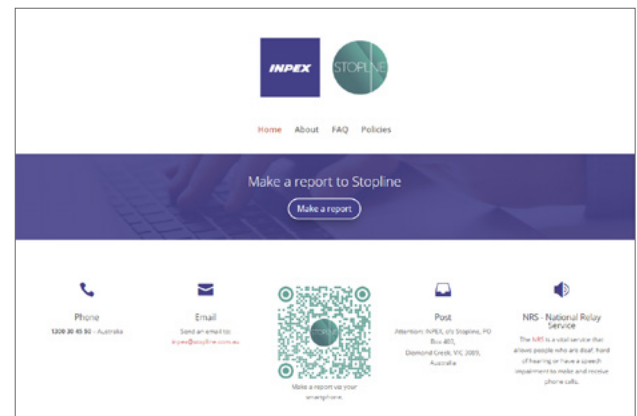 INPEX
STOPLINE
Home About FAQ Policies
Make a report to Stopline
Make a report
Phone
1300 30 45 50 - Australia
Email
Send an email to:
inpex@stopline.com.au
STOPLINE
Make a report via your
smartphone.
Post
Attention: INPEX, c/o Stopline, PO
Box 403,
Diamond Creek, VIC 3089,
Australia
NRS - National Relay
Service
The NRS is a vital service that
allows people who are deaf, hard
of hearing or have a speech
impairment to make and receive
phone calls.